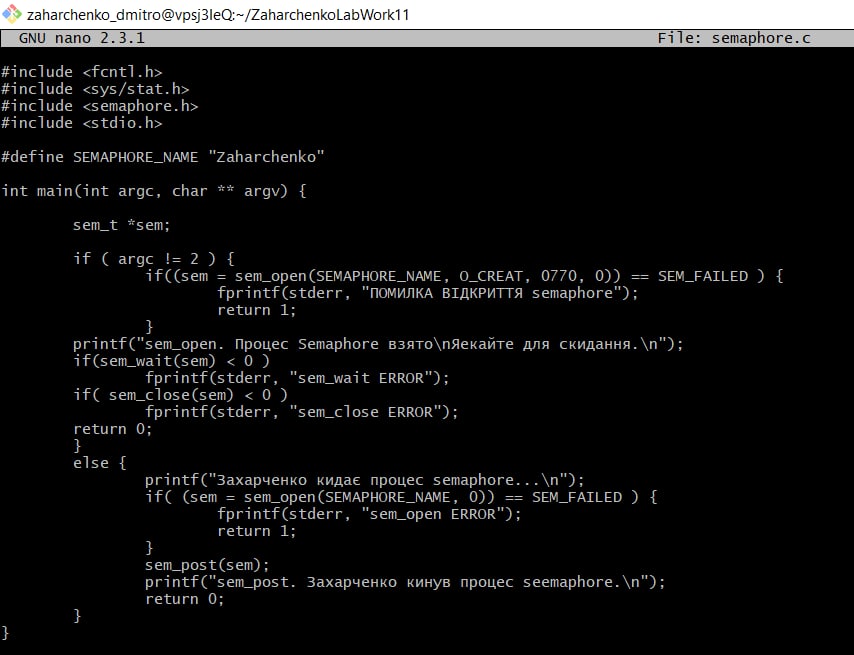 zaharchenko_dmitro@vpsj3IeQ:~/ZaharchenkoLabWork11
GNU nano 2.3.1 File: semaphore.c
#include <fcntl.h>
#include <sys/stat.h>
#include <semaphore.h>
#include <stdio.h>
#define SEMAPHORE_NAME "Zaharchenko"
int main(int argc, char ** argv) {
sem_t *sem;
if ( argc != 2 ) {
if((sem = sem_open(SEMAPHORE_NAME, O_CREAT, 0770, 0)) == SEM_FAILED ) {
fprintf(stderr, "ПОМИЛКА ВІДКРИТТЯ semaphore");
return 1;
}
printf("sem_open. Процес Semaphore взято\nЯекайте для скидання.\n");
if(sem_wait(sem) < 0 )
fprintf(stderr, "sem_wait ERROR");
if( sem_close(sem) < 0 )
fprintf(stderr, "sem_close ERROR");
return 0;
}
else {
printf("Захарченко кидає процес semaphore...\n");
if( (sem = sem_open(SEMAPHORE_NAME, 0)) == SEM_FAILED ) {
fprintf(stderr, "sem_open ERROR");
return 1;
}
sem_post(sem);
printf("sem_post. Захарченко кинув процес seemaphore.\n");
return 0;
}
}